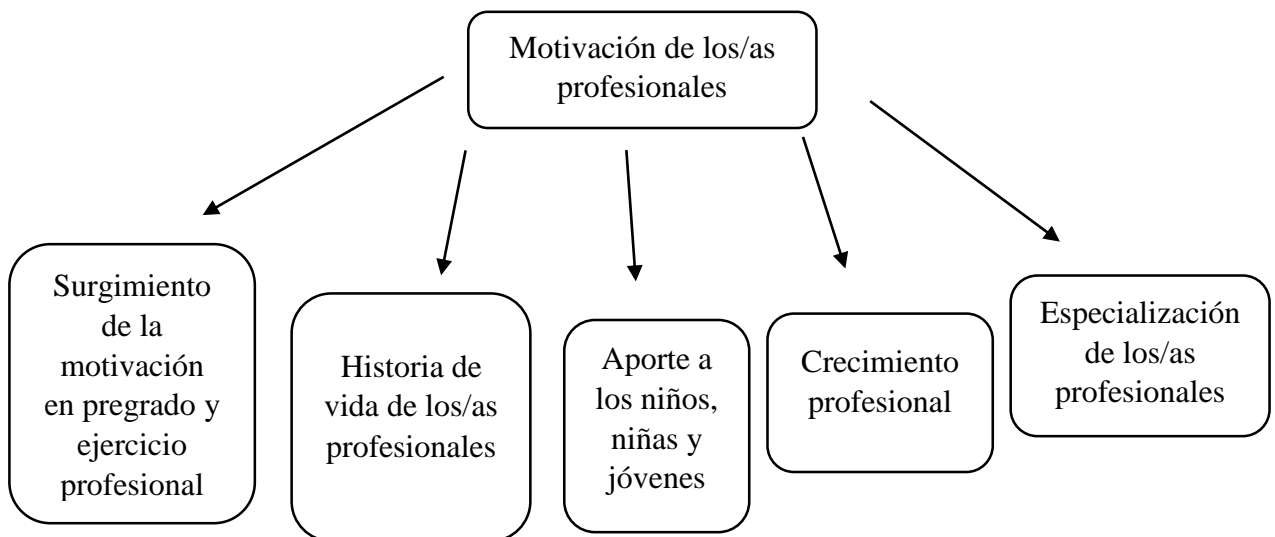 Motivación de los/as
profesionales
Surgimiento
de la
motivación
en pregrado y
ejercicio
profesional
Historia de
vida de los/as
profesionales
Aporte a
los niños,
niñas y
jóvenes
Crecimiento
profesional
Especialización
de los/as
profesionales